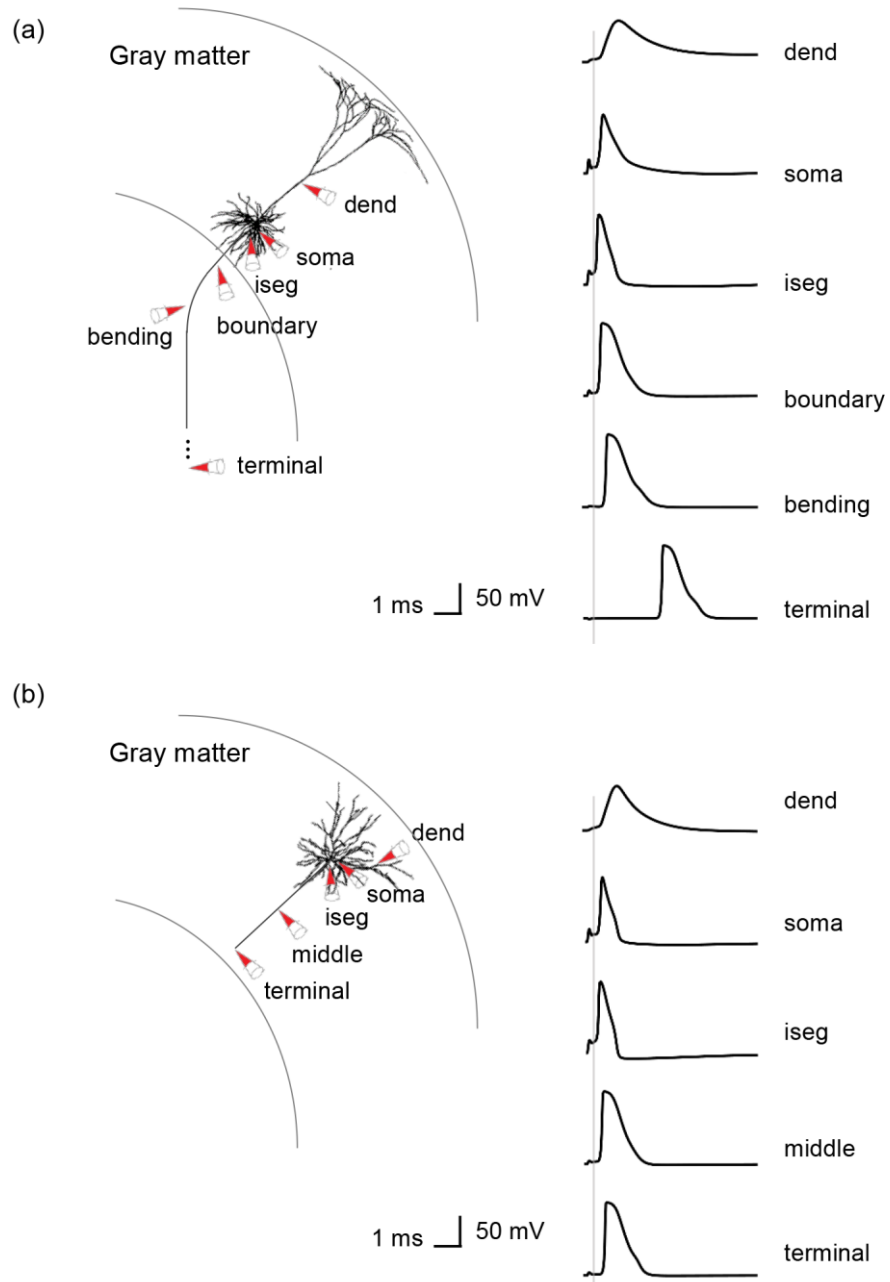 (a)
Gray matter
dend
soma
iseg
boundary
bending
terminal
1 ms
50 mV
dend
soma
iseg
boundary
bending
terminal
(b)
Gray matter
dend
soma
iseg
middle
terminal
1 ms
50 mV
dend
soma
iseg
middle
terminal